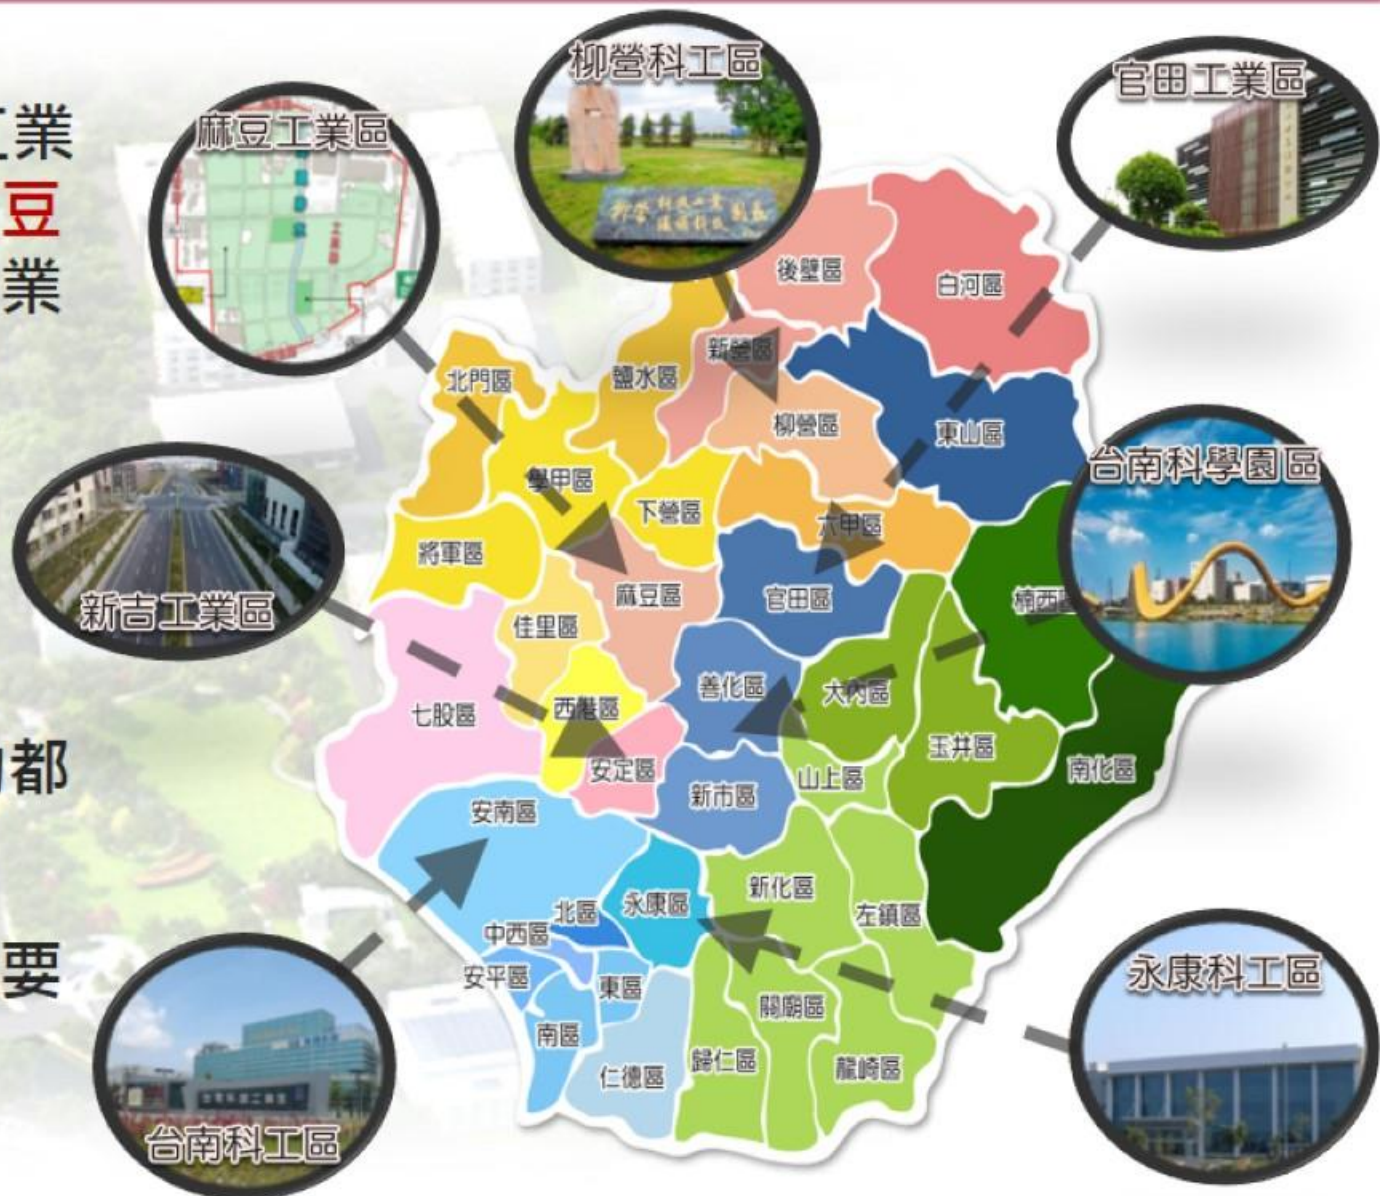 柳營科工區
官田工業區
業
麻豆工業區
豆
業
後壁區
白河區
新營區
北門區
鹽水區
柳營區
東山區
台南科學園區
學甲區
下營區
六甲區
將軍區
麻豆區
官田區
楠西區
新吉工業區
佳里區
善化區
大內區
七股區
西港區
玉井區
安定區
山上區
南化區
都
新市區
安南區
新化區
永康區
北區
左鎮區
中西區
要
安平區
東區
永康科工區
關廟區
南區
歸仁區
龍崎區
仁德區
台南科工區